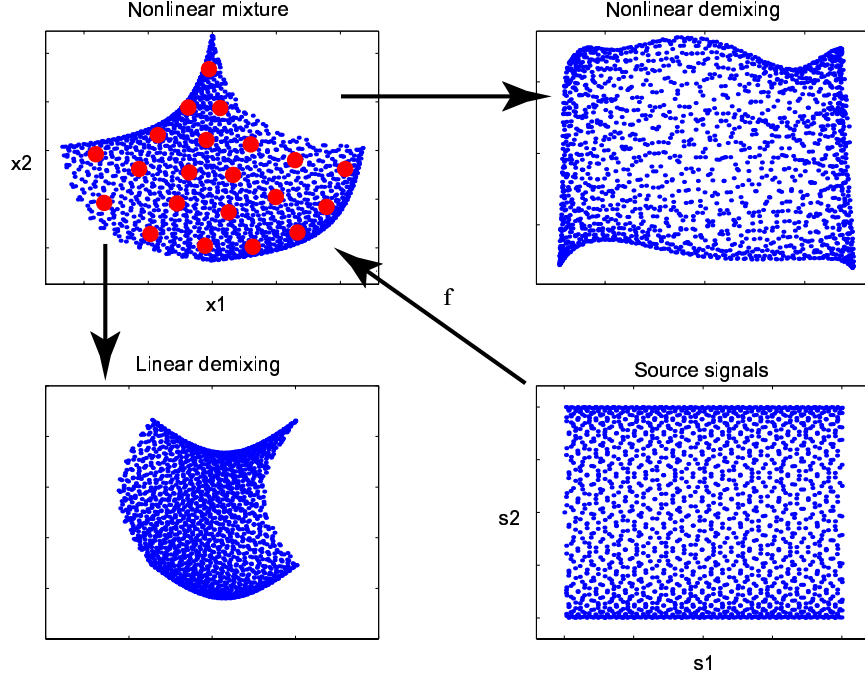 Nonlinear mixture
Nonlinear demixing
x2
x1
f
Linear demixing
Source signals
s2
s1